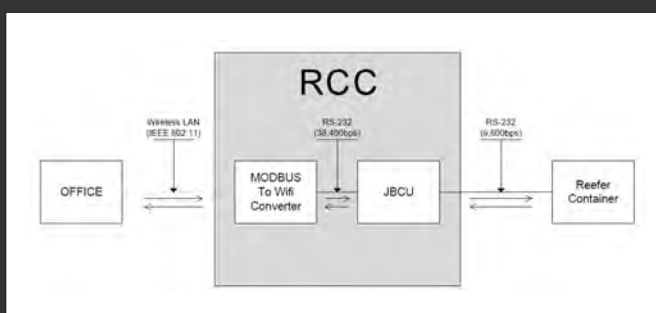 RCC
Wireless LAN
(IEEE 802.11)
RS-232
(38,400bps)
RS-232
(9,600bps)
OFFICE
MODBUS
To Wifi
Converter
JBCU
Reefer
Container